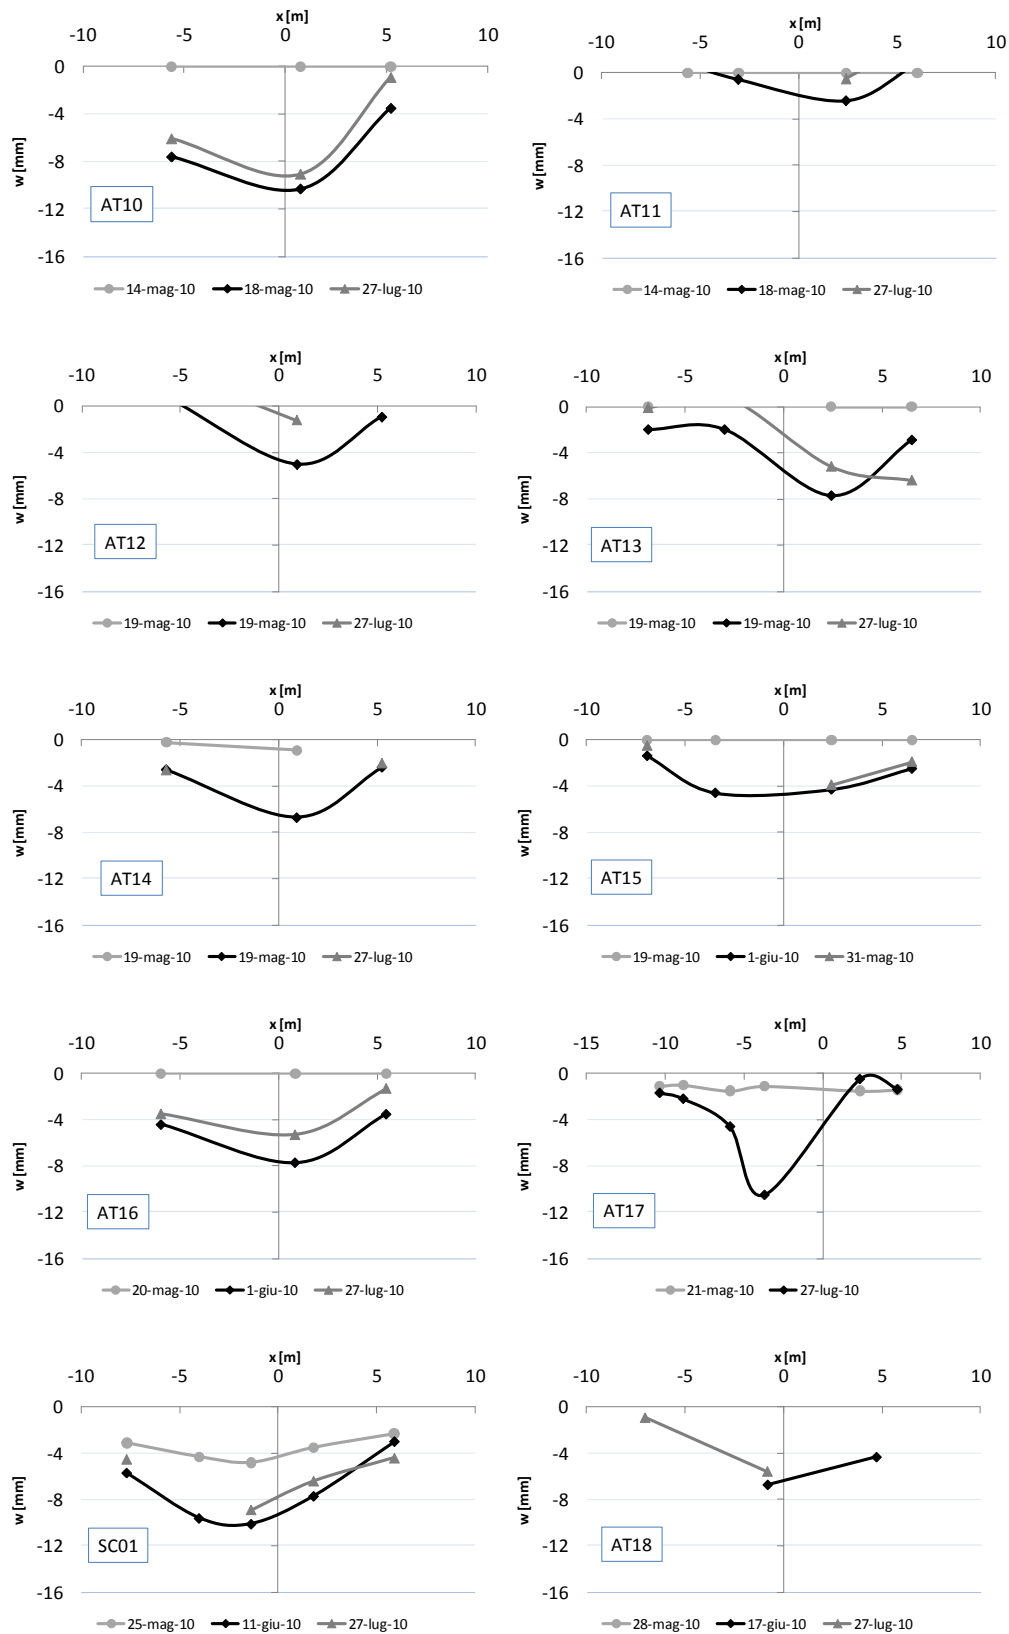 x [m]
-10 -5 0 5 10
0
-4
-8
-12
-16
w [mm]
AT10
14-mag-10 18-mag-10 27-lug-10
x [m]
-10 -5 0 5 10
0
-4
-8
-12
-16
w [mm]
AT11
14-mag-10 18-mag-10 27-lug-10
x [m]
-10 -5 0 5 10
0
-4
-8
-12
-16
w [mm]
AT12
19-mag-10 19-mag-10 27-lug-10
x [m]
-10 -5 0 5 10
0
-4
-8
-12
-16
w [mm]
AT13
19-mag-10 19-mag-10 27-lug-10
x [m]
-10 -5 0 5 10
0
-4
-8
-12
-16
w [mm]
AT14
19-mag-10 19-mag-10 27-lug-10
x [m]
-10 -5 0 5 10
0
-4
-8
-12
-16
w [mm]
AT15
19-mag-10 1-giu-10 31-mag-10
x [m]
-10 -5 0 5 10
0
-4
-8
-12
-16
w [mm]
AT16
20-mag-10 1-giu-10 27-lug-10
x [m]
-15 -10 -5 0 5 10
0
-4
-8
-12
-16
w [mm]
AT17
21-mag-10 27-lug-10
x [m]
-10 -5 0 5 10
0
-4
-8
-12
-16
w [mm]
SC01
25-mag-10 11-giu-10 27-lug-10
x [m]
-10 -5 0 5 10
0
-4
-8
-12
-16
w [mm]
AT18
28-mag-10 17-giu-10 27-lug-10